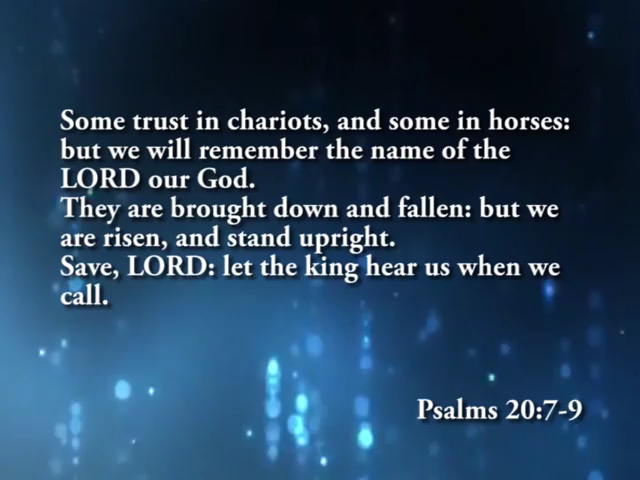 Some trust in chariots, and some in horses:
but we will remember the name of the
LORD our God.
They are brought down and fallen: but we
are risen, and stand upright.
Save, LORD: let the king hear us when we
call.
Psalms 20:7-9